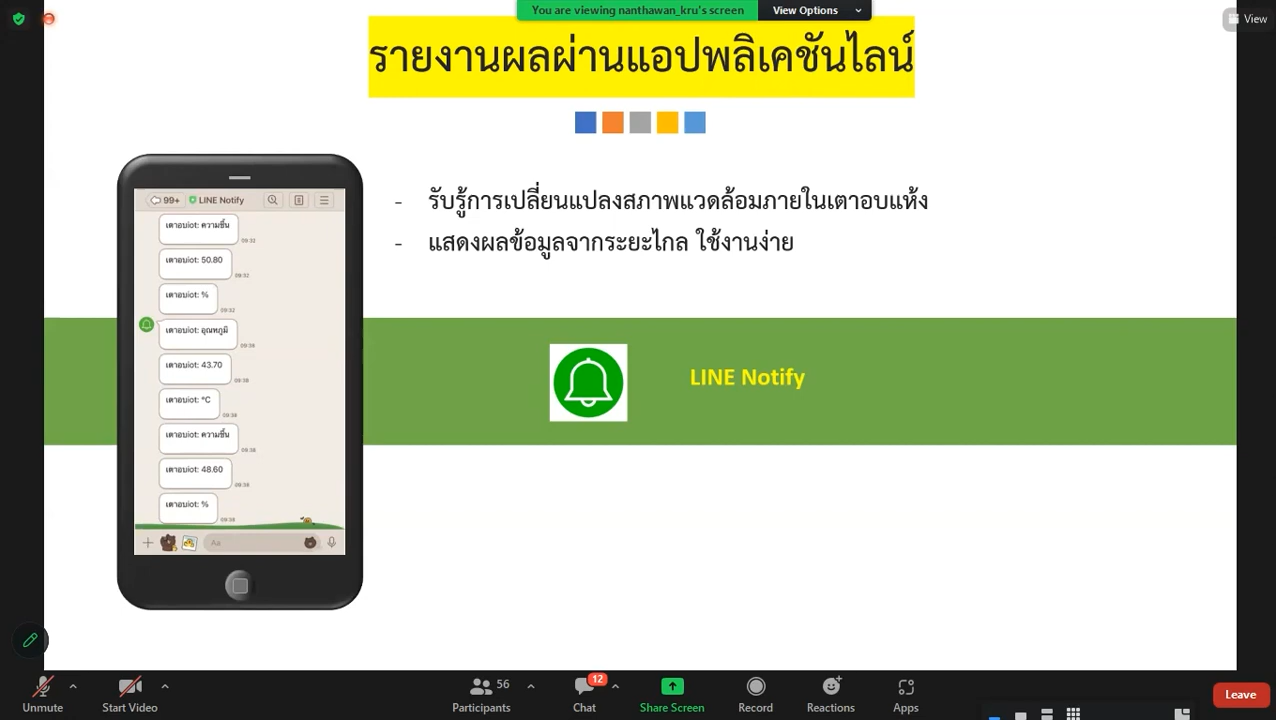 You are viewing nanthawan_kru's screen
View Options
View
รายงานผลผ่านแอปพลิเคชันไลน์
- รับรู้การเปลี่ยนแปลงสภาพแวดล้อมภายในเตาอบแห้ง
- แสดงผลข้อมูลจากระยะไกล ใช้งานง่าย
99+ LINE Notify
เตาอบiot: ความชื้น
09:32
เตาอบiot: 50.80
09:32
เตาอบiot: %
09:32
เตาอบiot: อุณหภูมิ
09:38
เตาอบiot: 43.70
09:38
เตาอบiot: °C
09:38
เตาอบiot: ความชื้น
09:38
เตาอบiot: 48.60
09:38
เตาอบiot: %
09:38
Aa
LINE Notify
Unmute
Start Video
56
Participants
12
Chat
Share Screen
Record
Reactions
Apps
Leave